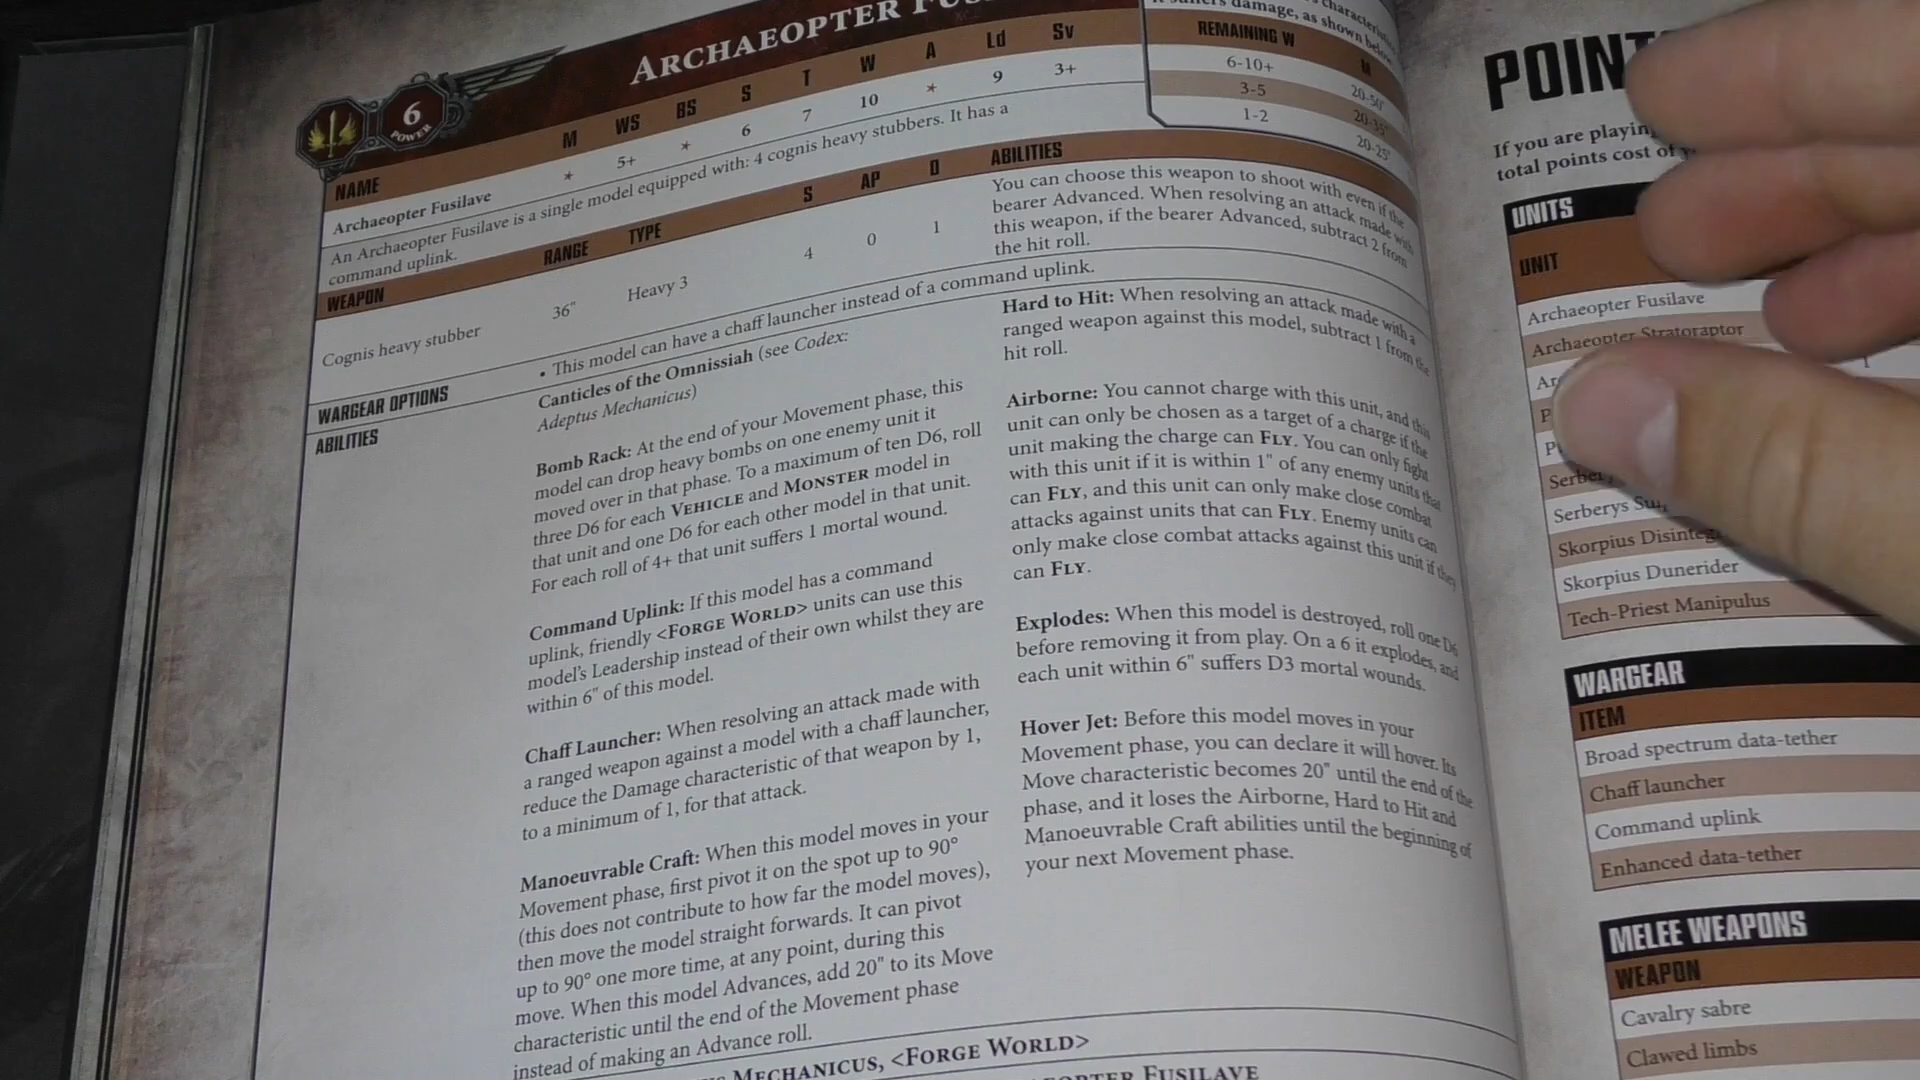 ARCHAEOPTER
6
POWER
NAME M WS BS S T W A Ld Sv
Archaeopter Fusilave * 5+ * 6 7 10 * 9 3+
An Archaeopter Fusilave is a single model equipped with: 4 cognis heavy stubbers. It has a
command uplink.
damage, as shown below
REMAINING W M
6-10+ 20-50"
3-5 20-35"
1-2 20-25"
WEAPON RANGE TYPE S AP D ABILITIES
Cognis heavy stubber 36" Heavy 3 4 0 1
You can choose this weapon to shoot with even if the
bearer Advanced. When resolving an attack made with
this weapon, if the bearer Advanced, subtract 2 from
the hit roll.
WARGEAR OPTIONS
• This model can have a chaff launcher instead of a command uplink.
ABILITIES
Canticles of the Omnissiah (see Codex:
Adeptus Mechanicus)
Bomb Rack: At the end of your Movement phase, this
model can drop heavy bombs on one enemy unit it
moved over in that phase. To a maximum of ten D6, roll
three D6 for each VEHICLE and MONSTER model in
that unit and one D6 for each other model in that unit.
For each roll of 4+ that unit suffers 1 mortal wound.
Command Uplink: If this model has a command
uplink, friendly <FORGE WORLD> units can use this
model's Leadership instead of their own whilst they are
within 6" of this model.
Chaff Launcher: When resolving an attack made with
a ranged weapon against a model with a chaff launcher,
reduce the Damage characteristic of that weapon by 1,
to a minimum of 1, for that attack.
Manoeuvrable Craft: When this model moves in your
Movement phase, first pivot it on the spot up to 90°
(this does not contribute to how far the model moves),
then move the model straight forwards. It can pivot
up to 90° one more time, at any point, during this
move. When this model Advances, add 20" to its Move
characteristic until the end of the Movement phase
instead of making an Advance roll.
Hard to Hit: When resolving an attack made with a
ranged weapon against this model, subtract 1 from the
hit roll.
Airborne: You cannot charge with this unit, and this
unit can only be chosen as a target of a charge if the
unit making the charge can FLY. You can only fight
with this unit if it is within 1" of any enemy units that
can FLY, and this unit can only make close combat
attacks against units that can FLY. Enemy units can
only make close combat attacks against this unit if they
can FLY.
Explodes: When this model is destroyed, roll one D6
before removing it from play. On a 6 it explodes, and
each unit within 6" suffers D3 mortal wounds.
Hover Jet: Before this model moves in your
Movement phase, you can declare it will hover. Its
Move characteristic becomes 20" until the end of the
phase, and it loses the Airborne, Hard to Hit and
Manoeuvrable Craft abilities until the beginning of
your next Movement phase.
MECHANICUS, <FORGE WORLD>
FUSILAVE
If you are
total points cost of
UNITS
UNIT
Archaeopter Fusilave
Archaeopter Stratoraptor
Serberys
Skorpius
Skorpius Dunerider
Tech-Priest Manipulus
WARGEAR
ITEM
Broad spectrum data-tether
Chaff launcher
Command uplink
Enhanced data-tether
MELEE WEAPONS
WEAPON
Cavalry sabre
Clawed limbs